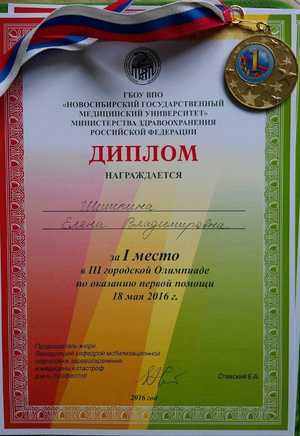 ГБОУ ВПО
«НОВОСИБИРСКИЙ ГОСУДАРСТВЕННЫЙ
МЕДИЦИНСКИЙ УНИВЕРСИТЕТ»
МИНИСТЕРСТВА ЗДРАВООХРАНЕНИЯ
РОССИЙСКОЙ ФЕДЕРАЦИИ
ДИПЛОМ
НАГРАЖДАЕТСЯ
Шишкина
Елена Владимировна
за I место
в III городской Олимпиаде
по оказанию первой помощи
18 мая 2016 г.
Председатель жюри
Заведующий кафедрой мобилизационной
подготовки здравоохранения
и медицины катастроф
д.м.н., профессор
Ставский Е.А.
2016 год
1